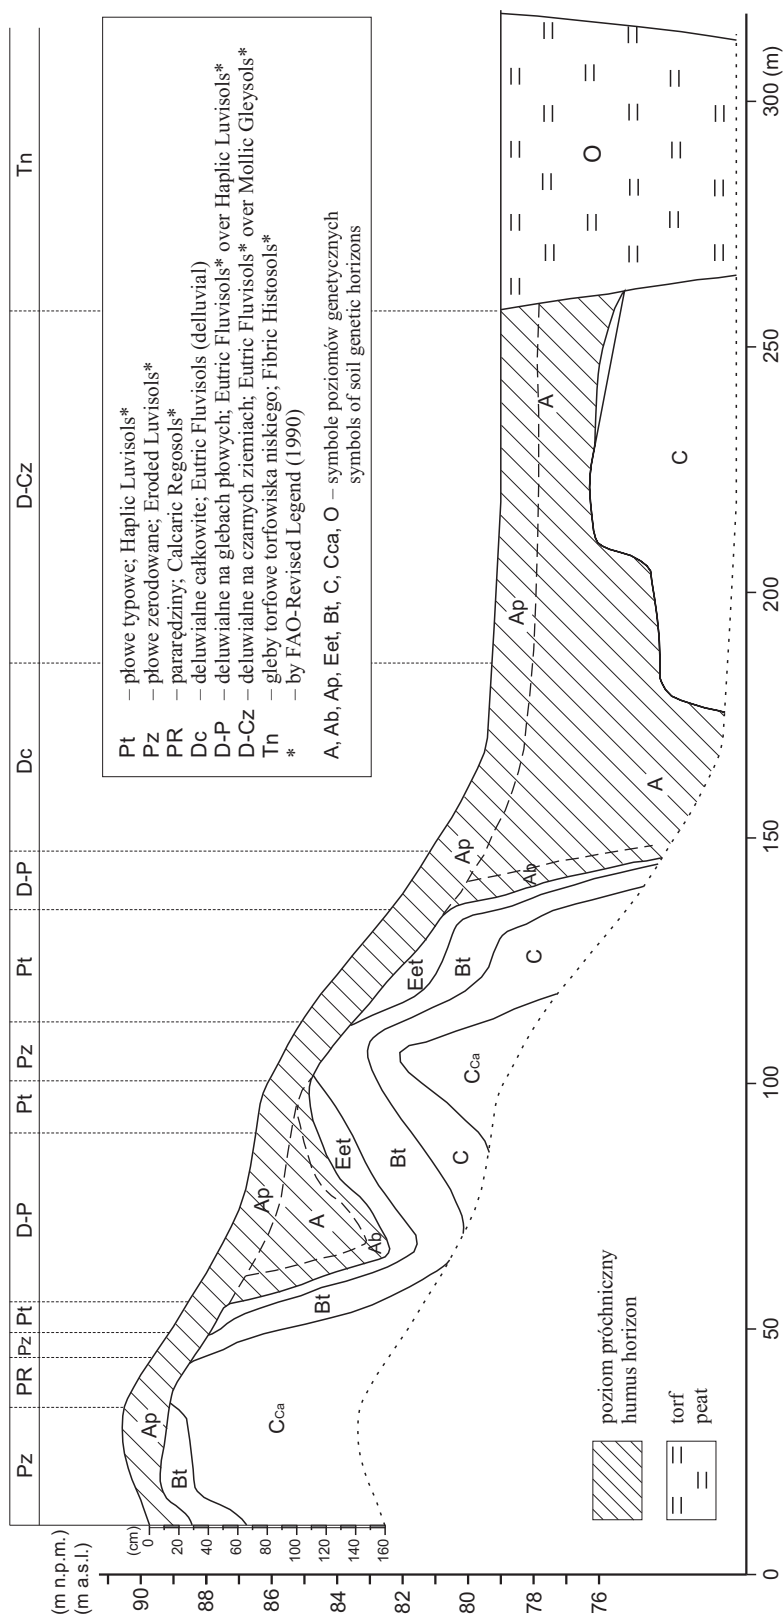 Pz PR Pz Pt D-P Pt Pz Pt D-P Dc D-Cz Tn
Pt – płowe typowe; Haplic Luvisols*
Pz – płowe zerodowane; Eroded Luvisols*
PR – pararędziny; Calcaric Regosols*
Dc – deluwialne całkowite; Eutric Fluvisols (delluvial)
D-P – deluwialne na glebach płowych; Eutric Fluvisols* over Haplic Luvisols*
D-Cz – deluwialne na czarnych ziemiach; Eutric Fluvisols* over Mollic Gleysols*
Tn – gleby torfowe torfowiska niskiego; Fibric Histosols*
* – by FAO-Revised Legend (1990)
A, Ab, Ap, Eet, Bt, C, Cca, O – symbole poziomów genetycznych
symbols of soil genetic horizons
(m n.p.m.)
(m a.s.l.)
90
88
86
84
82
80
78
76
(cm)
0
20
40
60
80
100
120
140
160
Ap
Bt
Cca
Bt
Ap
A
Ab
Eet
Bt
C
Cca
Eet
Bt
C
Ap
Ab
A
Ap
A
C
O
poziom próchniczny
humus horizon
torf
peat
0 50 100 150 200 250 300 (m)